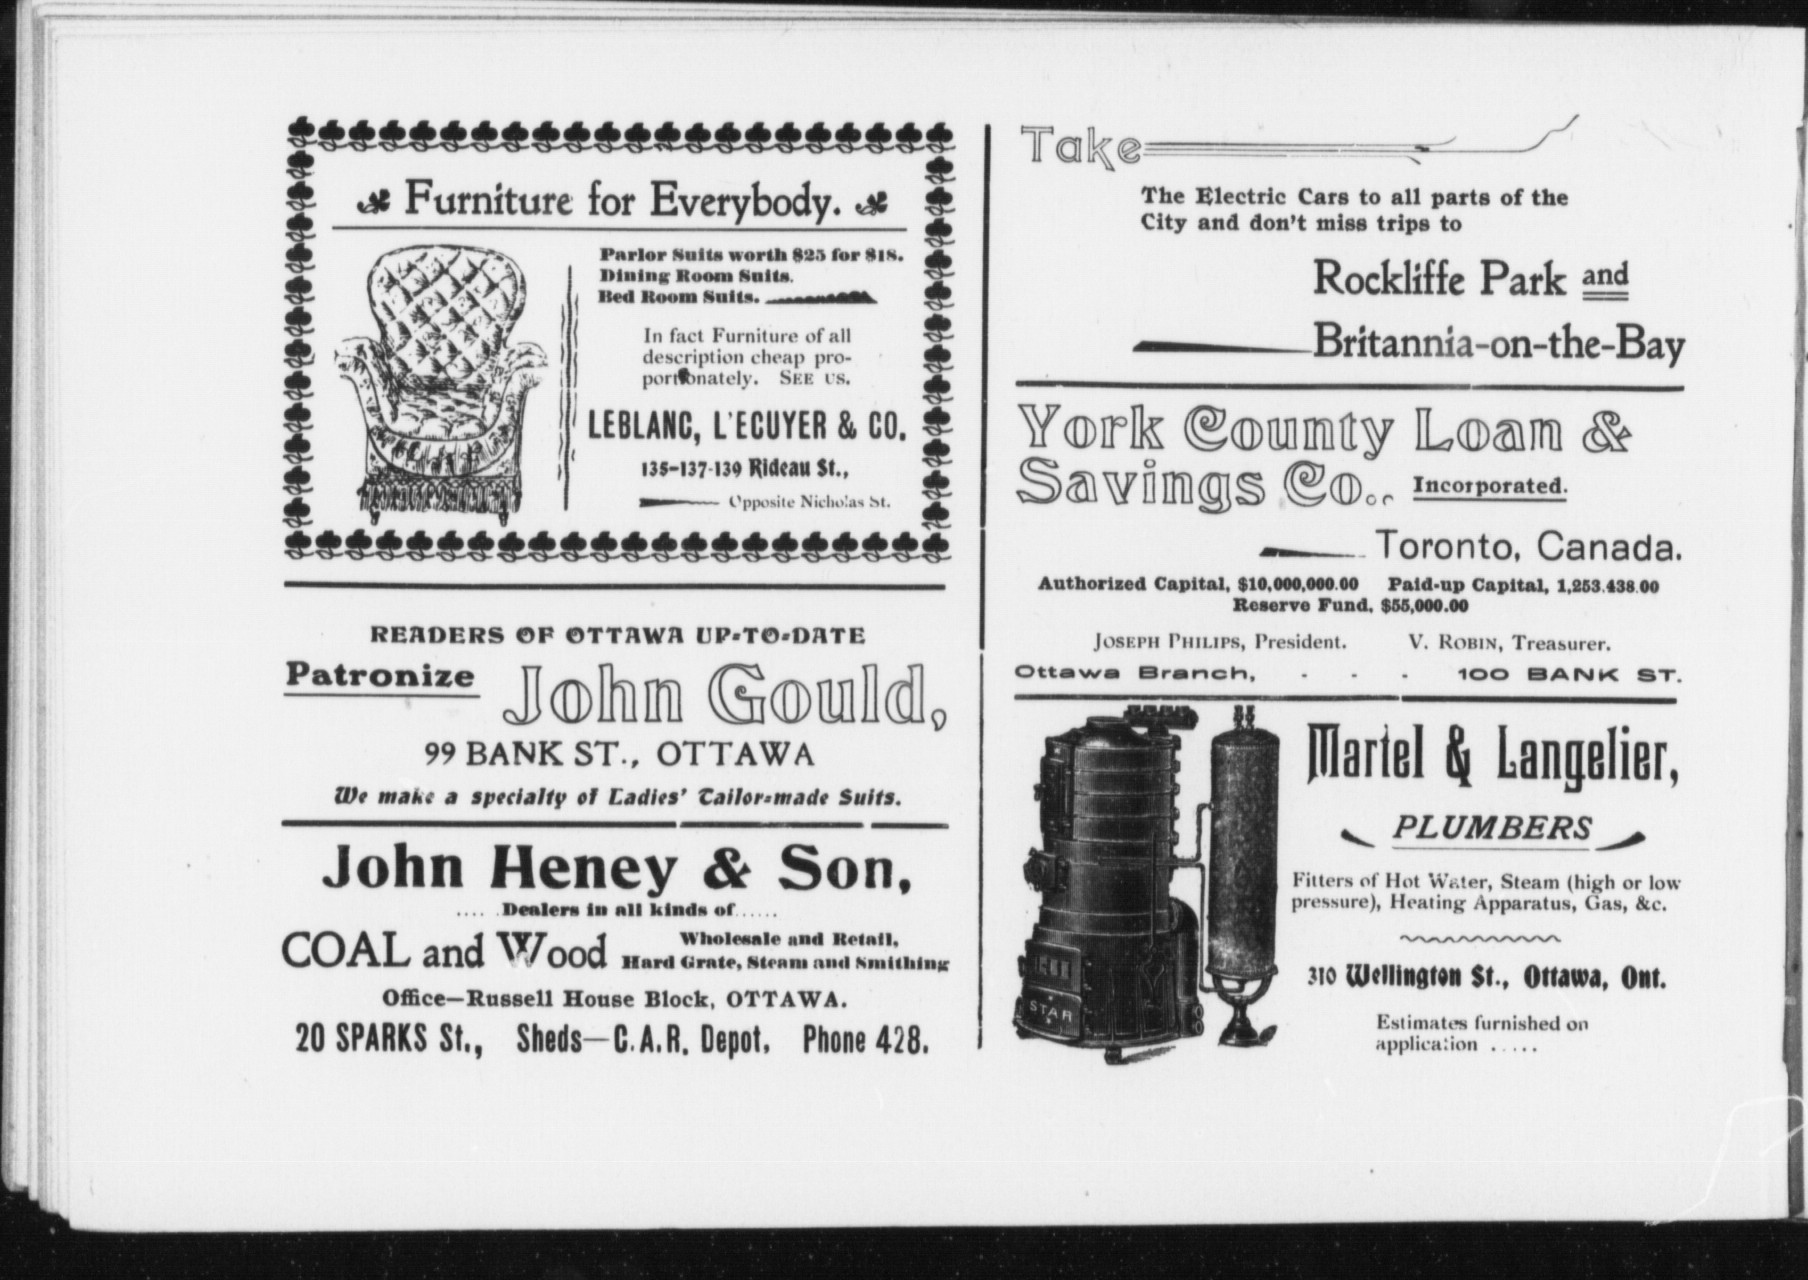 Furniture for Everybody.
Parlor Suits worth $25 for $18.
Dining Room Suits.
Bed Room Suits.
In fact Furniture of all
description cheap pro-
portionately. SEE US.
LEBLANC, L'ECUYER & CO.
135-137-139 Rideau St.,
Opposite Nicholas St.
READERS OF OTTAWA UP-TO-DATE
Patronize John Gould,
99 BANK ST., OTTAWA
We make a specialty of Ladies' Tailor-made Suits.
John Heney & Son,
.... .Dealers in all kinds of......
COAL and Wood Wholesale and Retail,
Hard Grate, Steam and Smithing
Office—Russell House Block, OTTAWA.
20 SPARKS St., Sheds—C.A.R. Depot. Phone 428.
Take
The Electric Cars to all parts of the
City and don't miss trips to
Rockliffe Park and
Britannia-on-the-Bay
York County Loan &
Savings Co.. Incorporated.
Toronto, Canada.
Authorized Capital, $10,000,000.00 Paid-up Capital, 1,253.438.00
Reserve Fund, $55,000.00
JOSEPH PHILIPS, President. V. ROBIN, Treasurer.
Ottawa Branch, - - - 100 BANK ST.
Martel & Langelier,
PLUMBERS
Fitters of Hot Water, Steam (high or low
pressure), Heating Apparatus, Gas, &c.
310 Wellington St., Ottawa, Ont.
Estimates furnished on
application .....
STAR